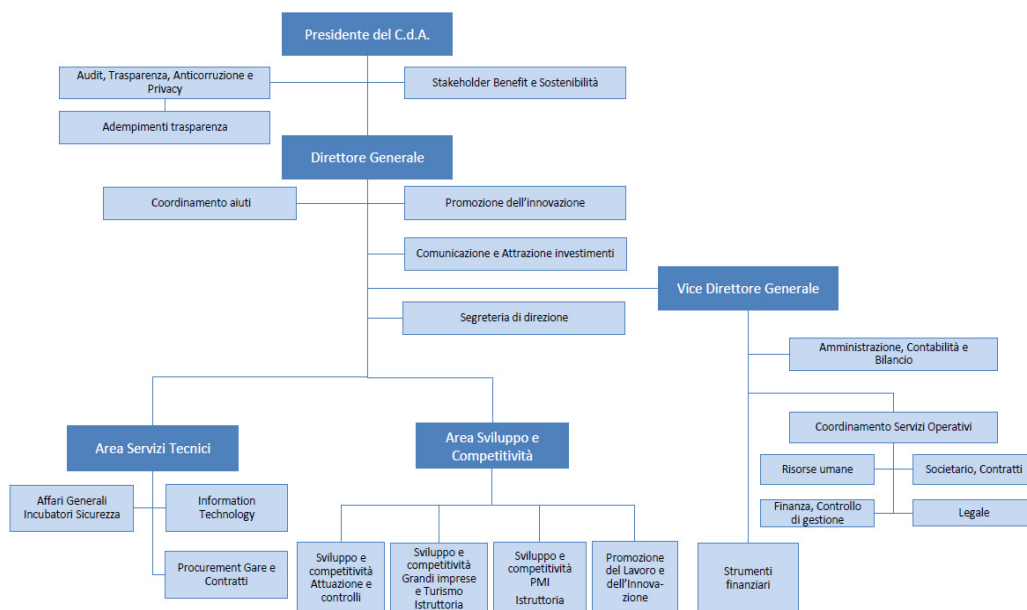 Presidente del C.d.A.
Audit, Trasparenza, Anticorruzione e
Privacy
Stakeholder Benefit e Sostenibilità
Adempimenti trasparenza
Direttore Generale
Coordinamento aiuti
Promozione dell’innovazione
Comunicazione e Attrazione investimenti
Vice Direttore Generale
Segreteria di direzione
Amministrazione, Contabilità e
Bilancio
Area Servizi Tecnici
Area Sviluppo e
Competitività
Coordinamento Servizi Operativi
Risorse umane
Societario, Contratti
Affari Generali
Incubatori Sicurezza
Information
Technology
Finanza, Controllo
di gestione
Legale
Procurement Gare e
Contratti
Sviluppo e
competitività
Attuazione e
controlli
Sviluppo e
competitività
Grandi imprese
e Turismo
Istruttoria
Sviluppo e
competitività
PMI
Istruttoria
Promozione
del Lavoro e
dell’Innova-
zione
Strumenti
finanziari